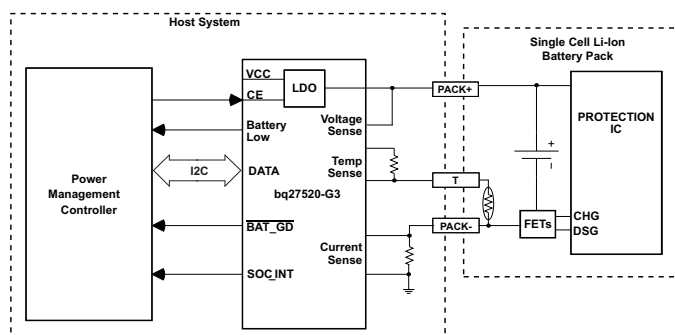 Host System
Single Cell Li-Ion
Battery Pack
VCC
LDO
CE
PACK+
Voltage
Sense
PROTECTION
IC
Battery
Low
Temp
Sense
+
–
Power
Management
Controller
I2C
DATA
bq27520-G3
T
BAT_GD
PACK-
FETs
CHG
DSG
Current
Sense
SOC_INT